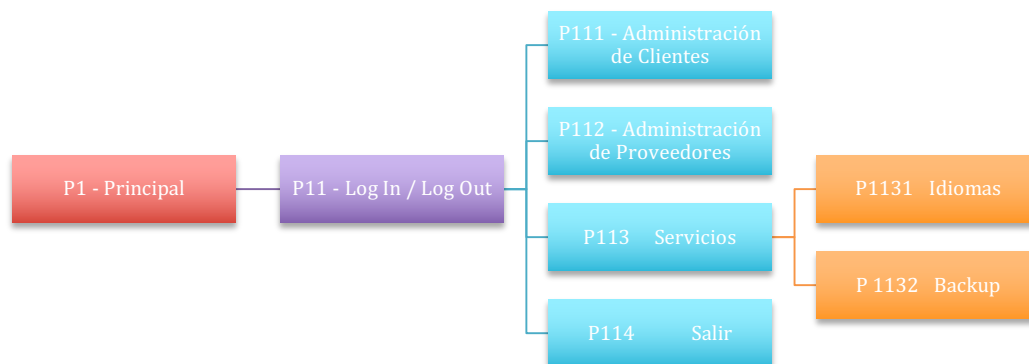 P1 - Principal
P11 - Log In / Log Out
P111 - Administración
de Clientes
P112 - Administración
de Proveedores
P113 Servicios
P114 Salir
P1131 Idiomas
P 1132 Backup